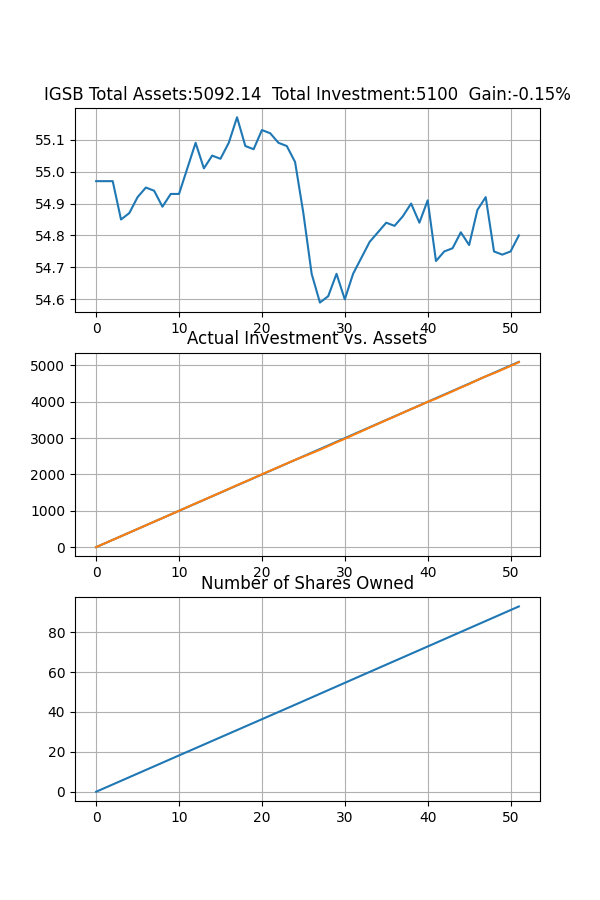 IGSB Total Assets:5092.14  Total Investment:5100  Gain:-0.15%
55.1
55.0
54.9
54.8
54.7
54.6
0 10 20 30 40 50
Actual Investment vs. Assets
5000
4000
3000
2000
1000
0
0 10 20 30 40 50
Number of Shares Owned
80
60
40
20
0
0 10 20 30 40 50